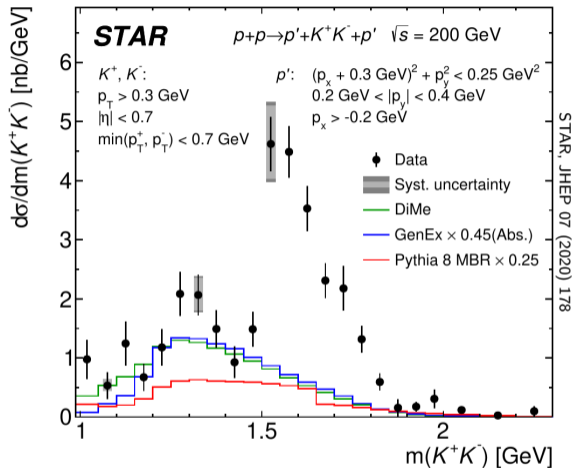 STAR p+p→p'+K⁺K⁻+p' √s = 200 GeV
K⁺, K⁻:
p_T > 0.3 GeV
|η| < 0.7
min(p_T⁺, p_T⁻) < 0.7 GeV
p': (p_x + 0.3 GeV)² + p_y² < 0.25 GeV²
0.2 GeV < |p_y| < 0.4 GeV
p_x > -0.2 GeV
Data
Syst. uncertainty
DiMe
GenEx × 0.45(Abs.)
Pythia 8 MBR × 0.25
dσ/dm(K⁺K⁻) [nb/GeV]
6
5
4
3
2
1
0
1 1.5 2
m(K⁺K⁻) [GeV]
STAR, JHEP 07 (2020) 178